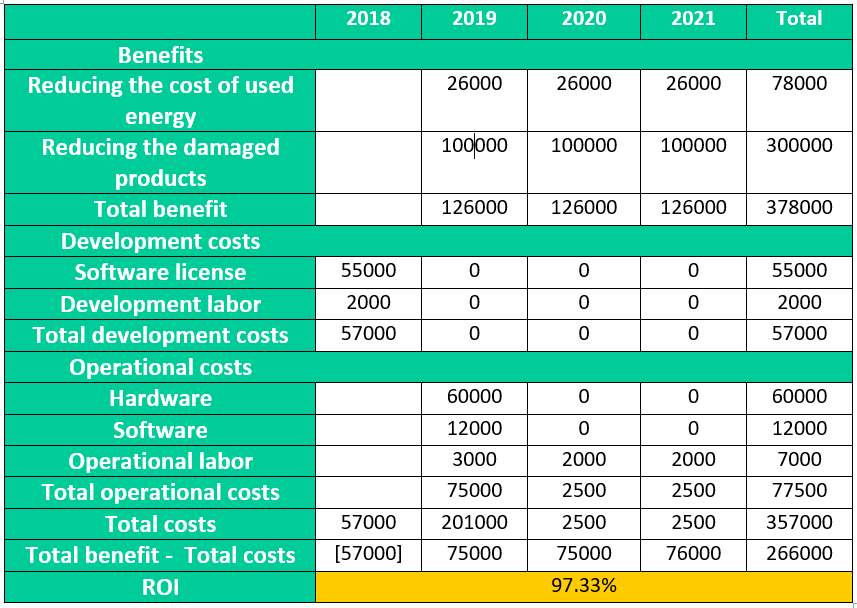 2018 2019 2020 2021 Total
Benefits
Reducing the cost of used 26000 26000 26000 78000
energy
Reducing the damaged 100000 100000 100000 300000
products
Total benefit 126000 126000 126000 378000
Development costs
Software license 55000 0 0 0 55000
Development labor 2000 0 0 0 2000
Total development costs 57000 0 0 0 57000
Operational costs
Hardware 60000 0 0 60000
Software 12000 0 0 12000
Operational labor 3000 2000 2000 7000
Total operational costs 75000 2500 2500 77500
Total costs 57000 201000 2500 2500 357000
Total benefit - Total costs [57000] 75000 75000 76000 266000
ROI 97.33%